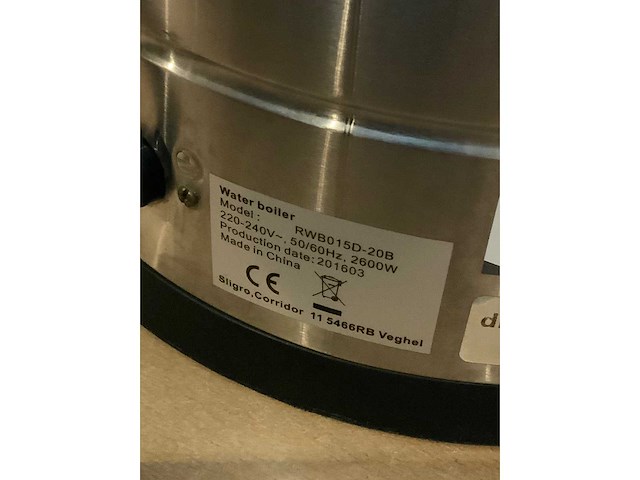 Water boiler
Model : RWB015D-20B
220-240V~, 50/60Hz, 2600W
Production date: 201603
Made in China
CE
Sligro,Corridor 11 5466RB Veghel